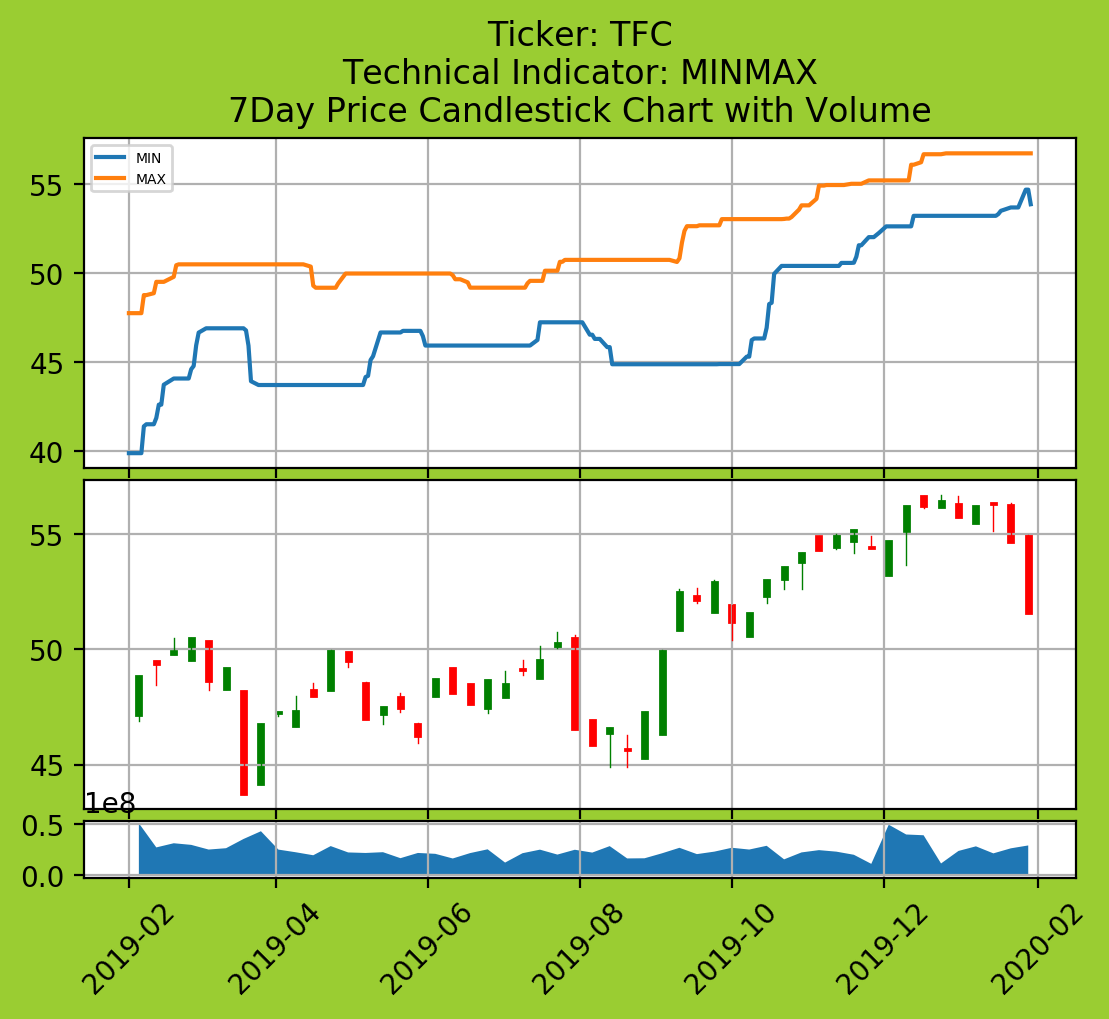 Ticker: TFC
Technical Indicator: MINMAX
7Day Price Candlestick Chart with Volume
MIN
MAX
55
50
45
40
55
50
45
1e8
0.5
0.0
2019-02
2019-04
2019-06
2019-08
2019-10
2019-12
2020-02